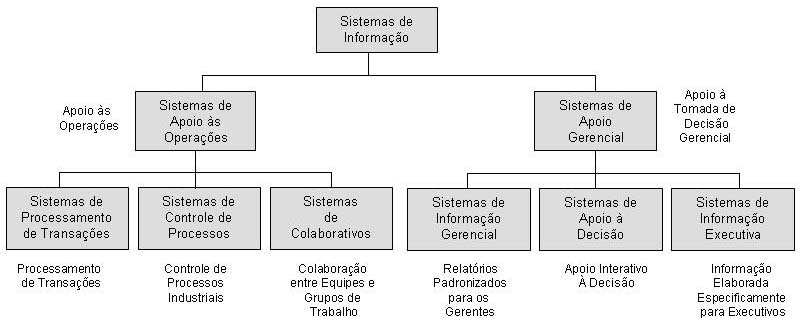 Sistemas de
Informação
Apoio às
Operações
Sistemas de
Apoio às
Operações
Sistemas de
Apoio
Gerencial
Apoio à
Tomada de
Decisão
Gerencial
Sistemas de
Processamento
de Transações
Sistemas de
Controle de
Processos
Sistemas
de
Colaborativos
Sistemas de
Informação
Gerencial
Sistemas de
Apoio à
Decisão
Sistemas de
Informação
Executiva
Processamento
de Transações
Controle de
Processos
Industriais
Colaboração
entre Equipes e
Grupos de
Trabalho
Relatórios
Padronizados
para os
Gerentes
Apoio Interativo
À Decisão
Informação
Elaborada
Especificamente
para Executivos